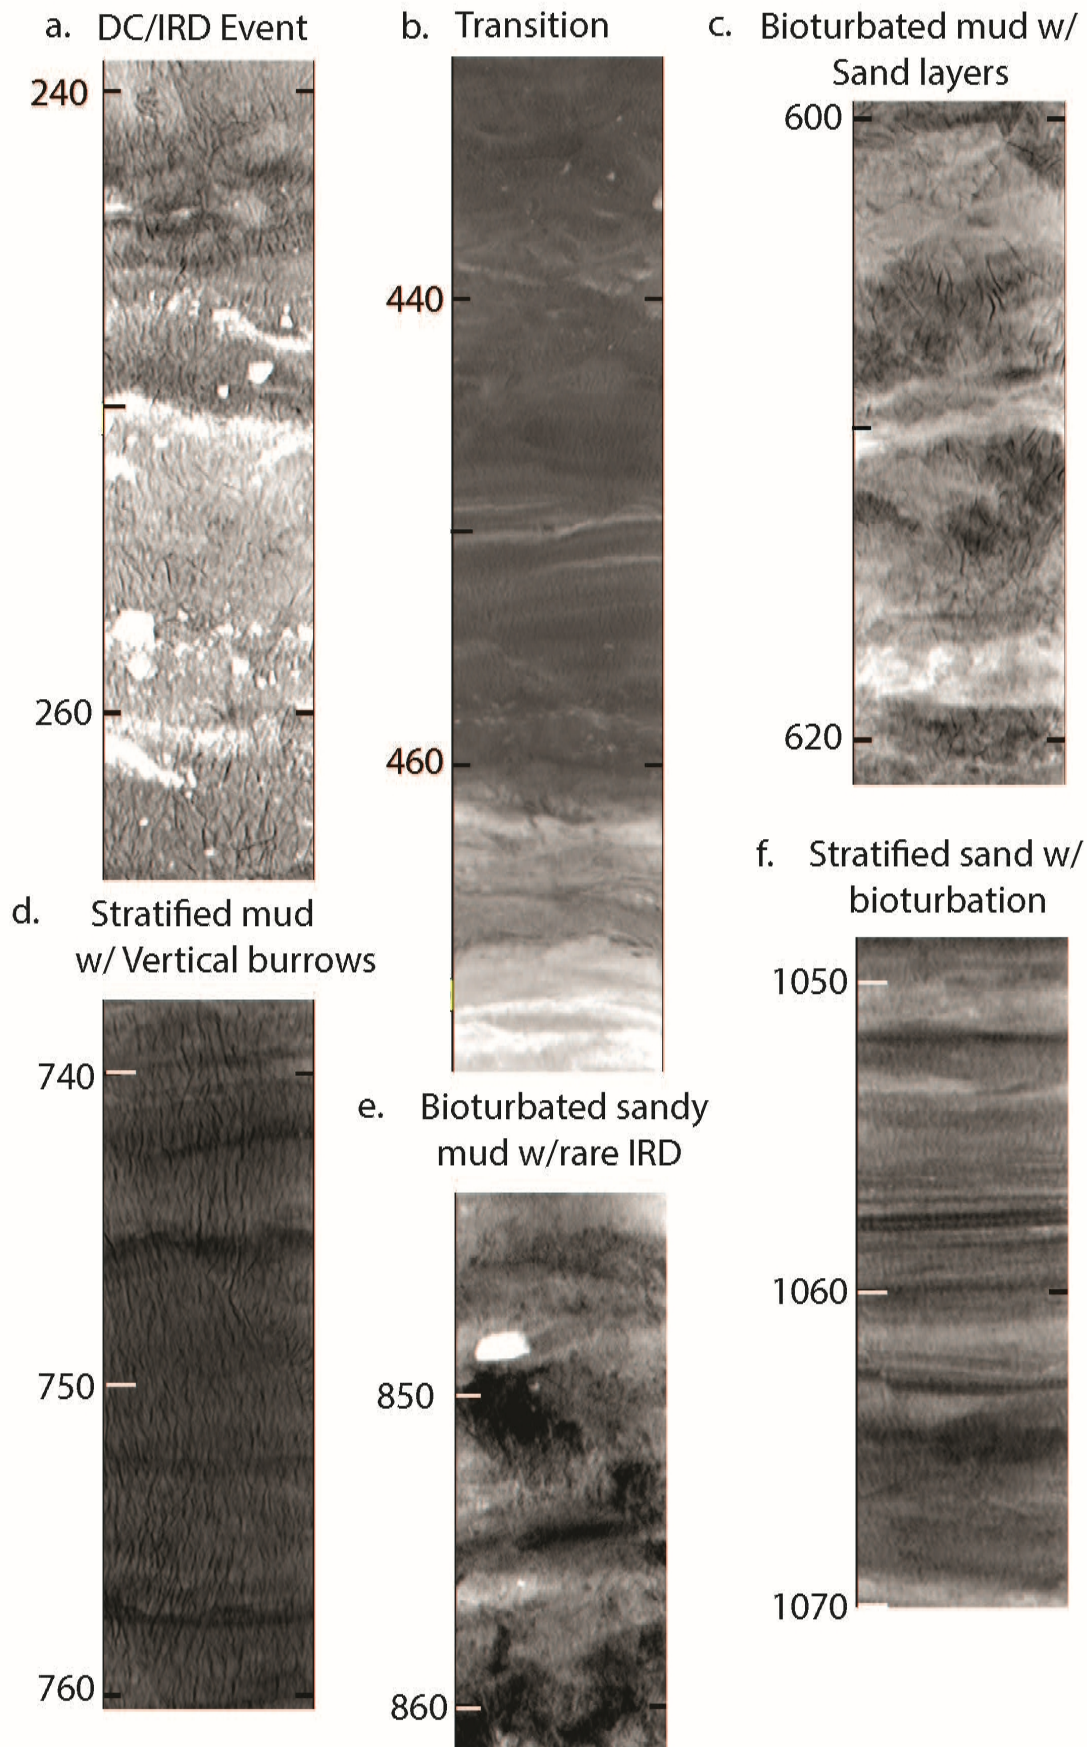 a. DC/IRD Event
240
260
b. Transition
440
460
c. Bioturbated mud w/
Sand layers
600
620
d. Stratified mud
w/ Vertical burrows
740
750
760
e. Bioturbated sandy
mud w/rare IRD
850
860
f. Stratified sand w/
bioturbation
1050
1060
1070